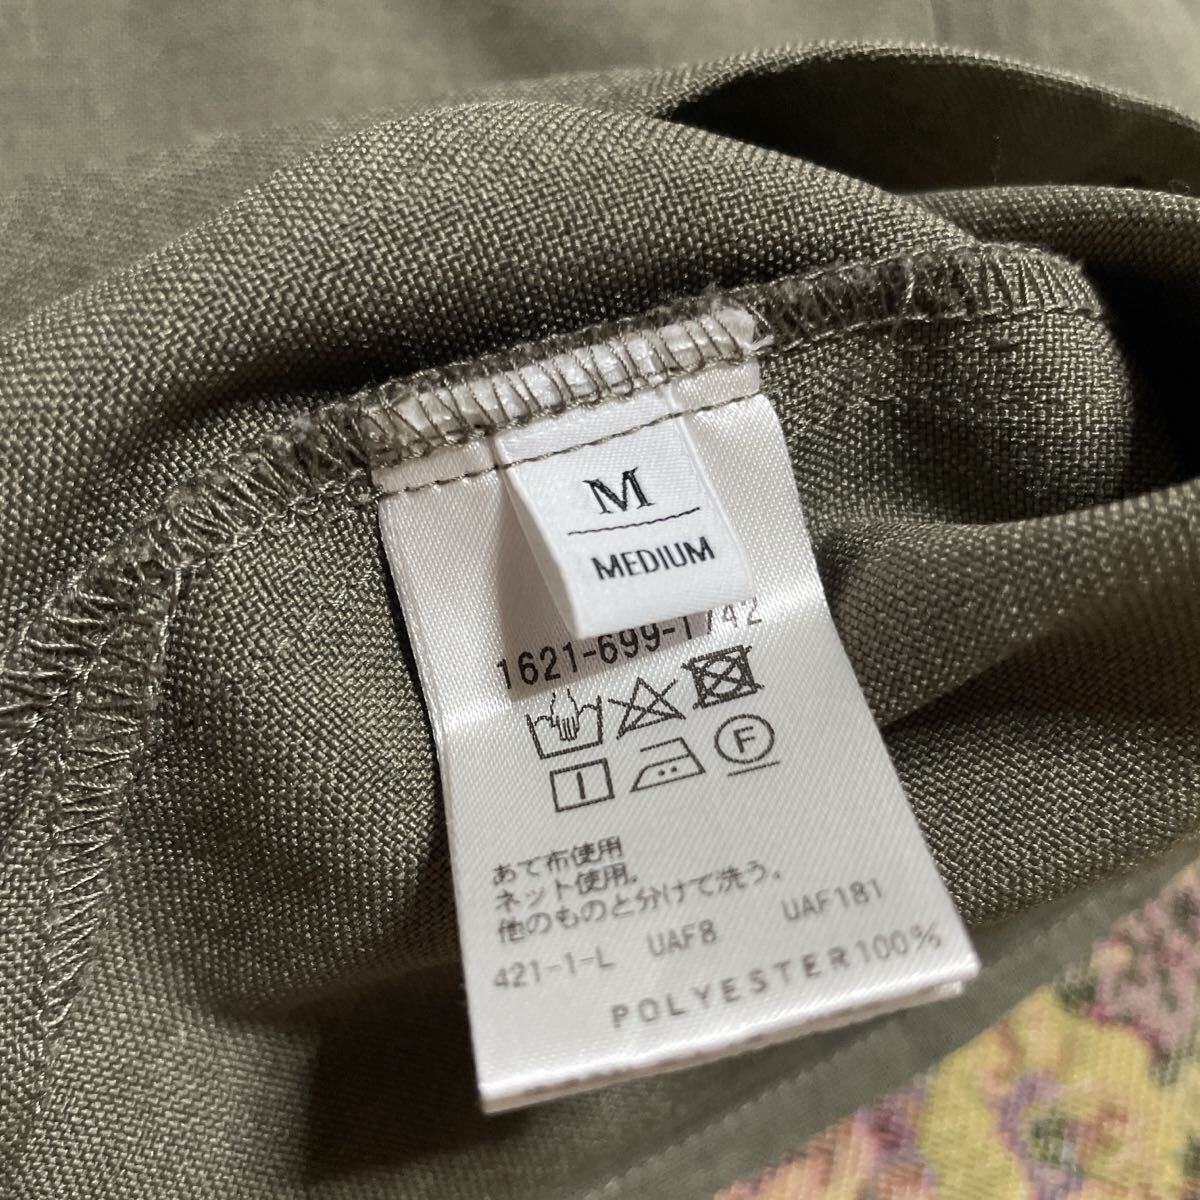 M
MEDIUM
1621-699-1742
F
あて布使用
ネット使用。
他のものと分けて洗う。
421-1-L UAF8 UAF181
POLYESTER100%